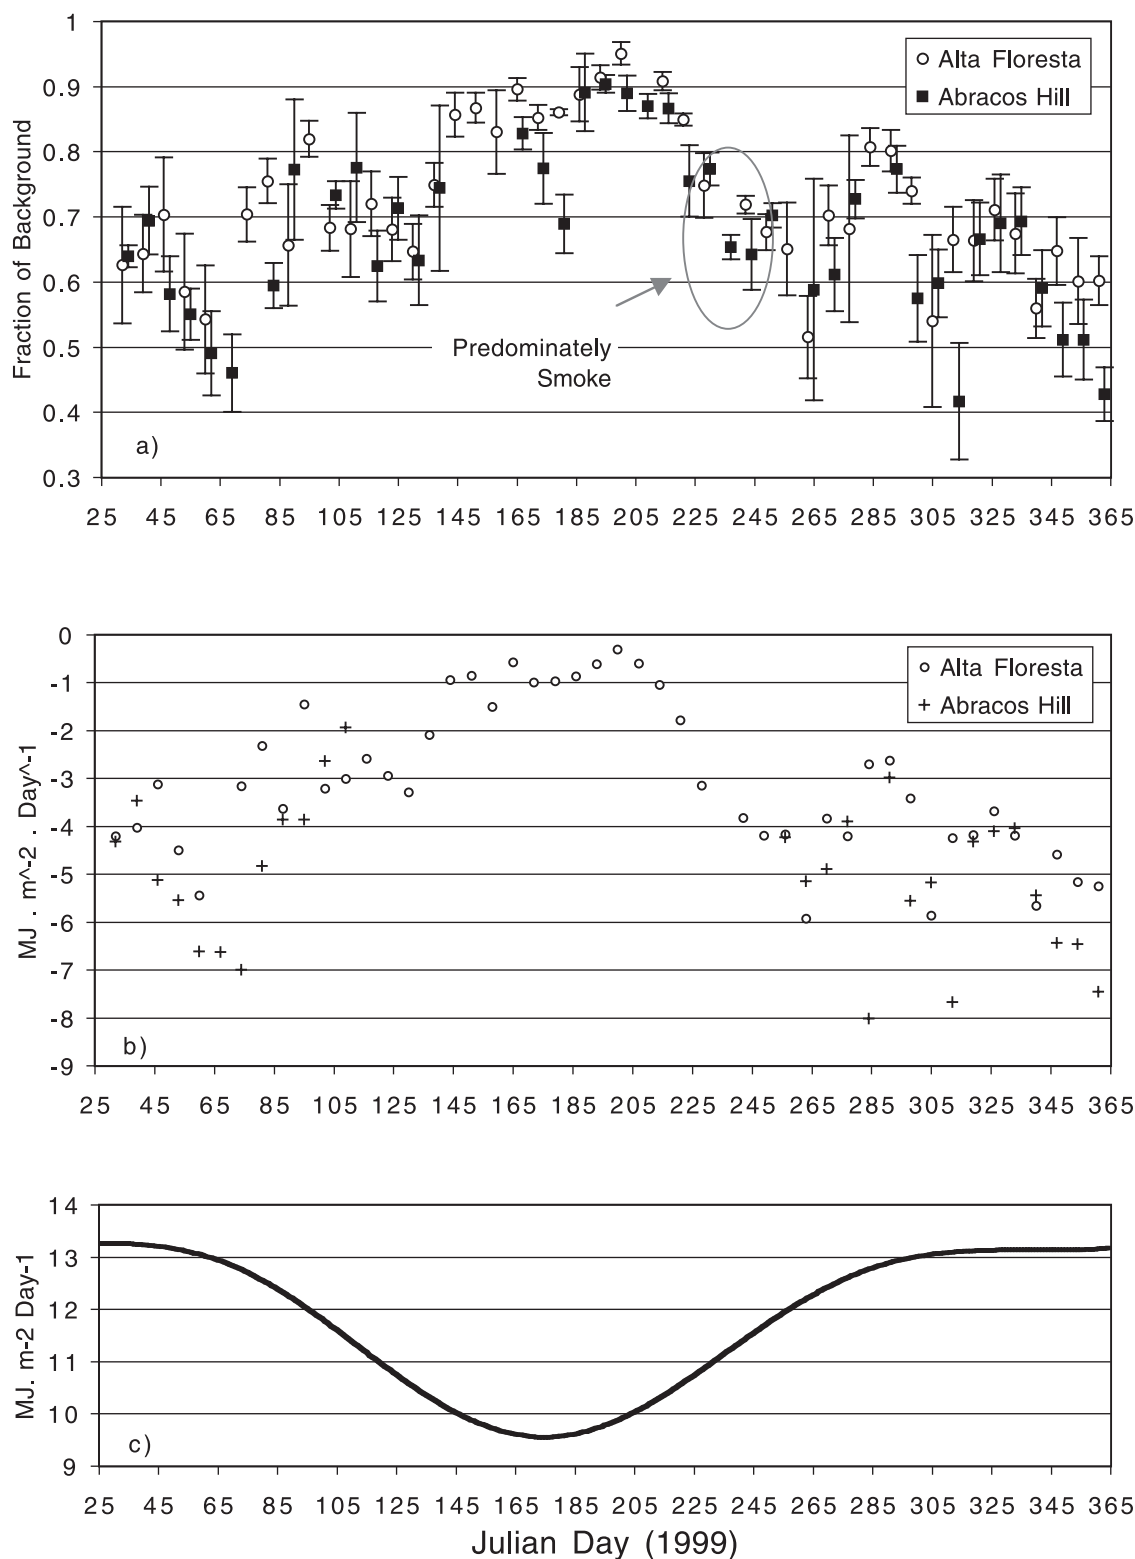 1
0.9
0.8
0.7
0.6
0.5
0.4
0.3
Fraction of Background
Alta Floresta
Abracos Hill
Predominately
Smoke
a)
25 45 65 85 105 125 145 165 185 205 225 245 265 285 305 325 345 365
0
-1
-2
-3
-4
-5
-6
-7
-8
-9
MJ . m^-2 . Day^-1
Alta Floresta
Abracos Hill
b)
25 45 65 85 105 125 145 165 185 205 225 245 265 285 305 325 345 365
14
13
12
11
10
9
MJ. m-2 Day-1
c)
25 45 65 85 105 125 145 165 185 205 225 245 265 285 305 325 345 365
Julian Day (1999)